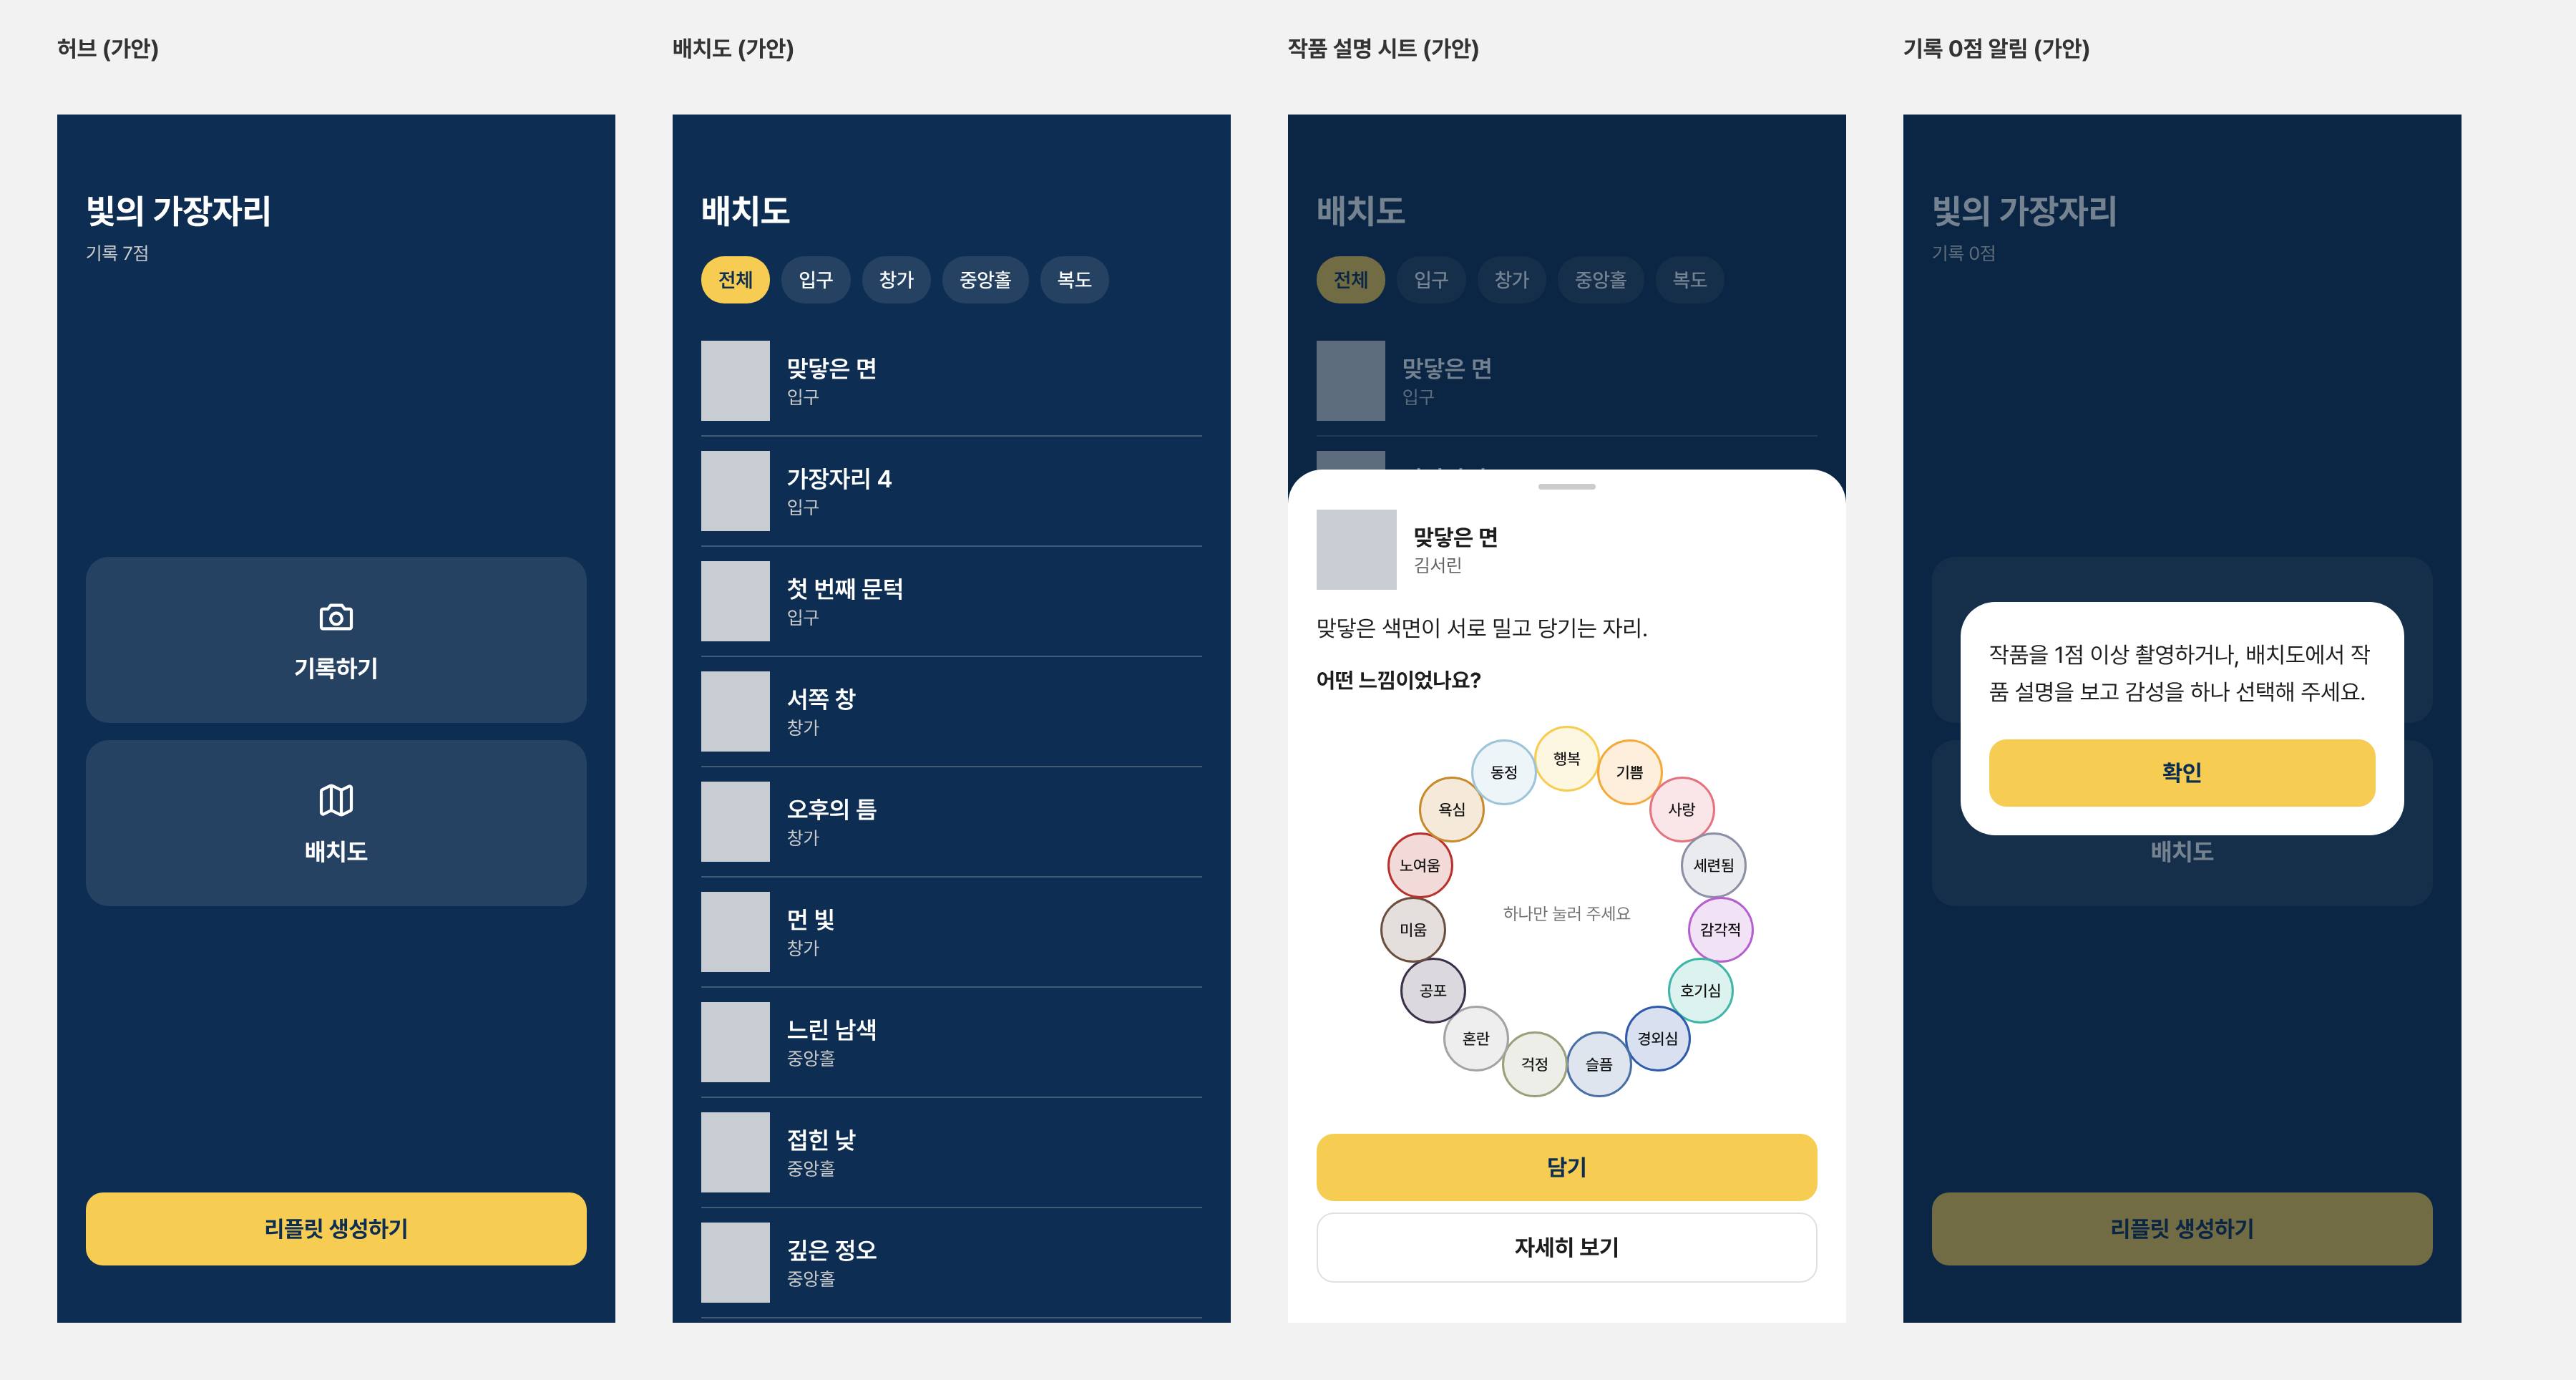 허브 (가안)
빛의 가장자리
기록 7점
기록하기
배치도
리플릿 생성하기
배치도 (가안)
배치도
전체 입구 창가 중앙홀 복도
맞닿은 면
입구
가장자리 4
입구
첫 번째 문턱
입구
서쪽 창
창가
오후의 틈
창가
먼 빛
창가
느린 남색
중앙홀
접힌 낮
중앙홀
깊은 정오
중앙홀
작품 설명 시트 (가안)
배치도
전체 입구 창가 중앙홀 복도
맞닿은 면
입구
맞닿은 면
김서린
맞닿은 색면이 서로 밀고 당기는 자리.
어떤 느낌이었나요?
행복
기쁨
사랑
세련됨
감각적
호기심
경외심
슬픔
걱정
혼란
공포
미움
노여움
욕심
동정
하나만 눌러 주세요
담기
자세히 보기
기록 0점 알림 (가안)
빛의 가장자리
기록 0점
작품을 1점 이상 촬영하거나, 배치도에서 작
품 설명을 보고 감성을 하나 선택해 주세요.
확인
배치도
리플릿 생성하기